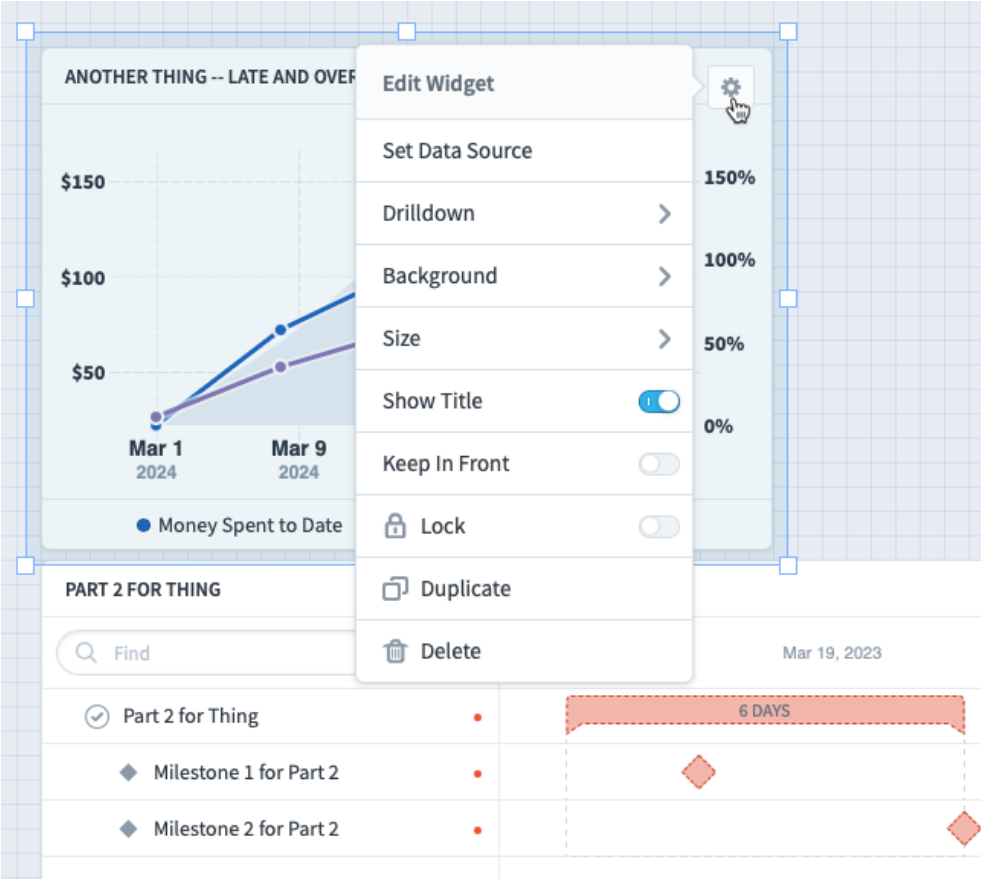 ANOTHER THING -- LATE AND OVER
Edit Widget
Set Data Source
Drilldown
Background
Size
Show Title
Keep In Front
Lock
Duplicate
Delete
$150
$100
$50
150%
100%
50%
0%
Mar 1
2024
Mar 9
2024
Money Spent to Date
PART 2 FOR THING
Find
Mar 19, 2023
Part 2 for Thing
6 DAYS
Milestone 1 for Part 2
Milestone 2 for Part 2